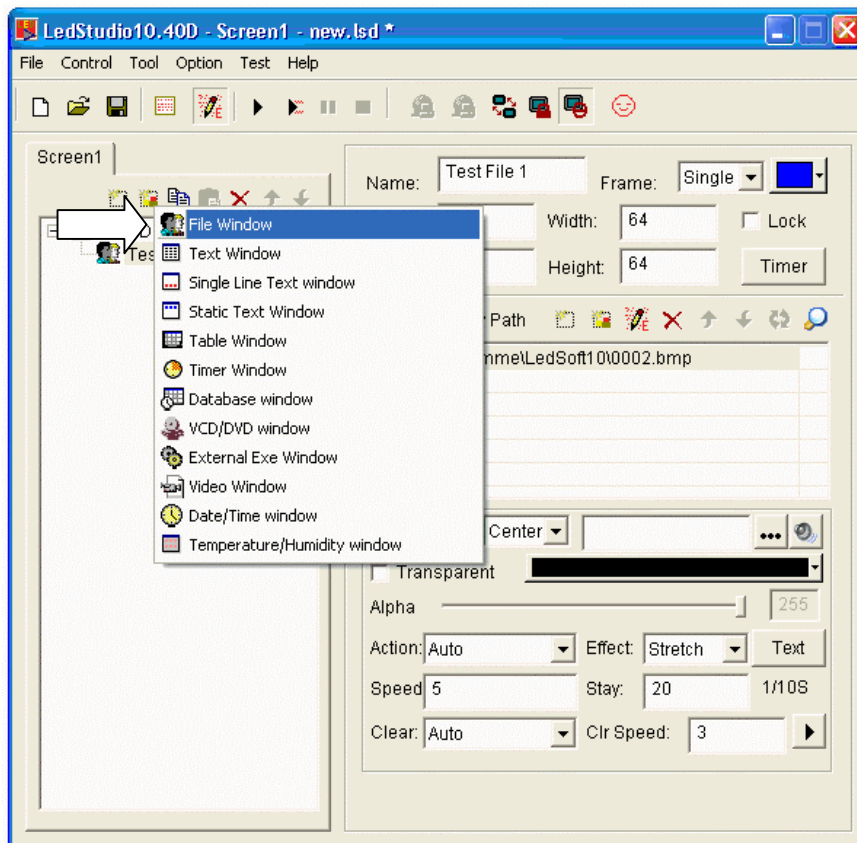 LedStudio10.40D - Screen1 - new.lsd *
File Control Tool Option Test Help
Screen1
Name: Test File 1 Frame: Single
File Window
Width: 64 Lock
Text Window
Height: 64 Timer
Single Line Text window
Static Text Window
Path
Table Window
mme\LedSoft10\0002.bmp
Timer Window
Database window
VCD/DVD window
External Exe Window
Video Window
Date/Time window
Center
Temperature/Humidity window
Transparent
Alpha 255
Action: Auto Effect: Stretch Text
Speed 5 Stay: 20 1/10S
Clear: Auto Clr Speed: 3